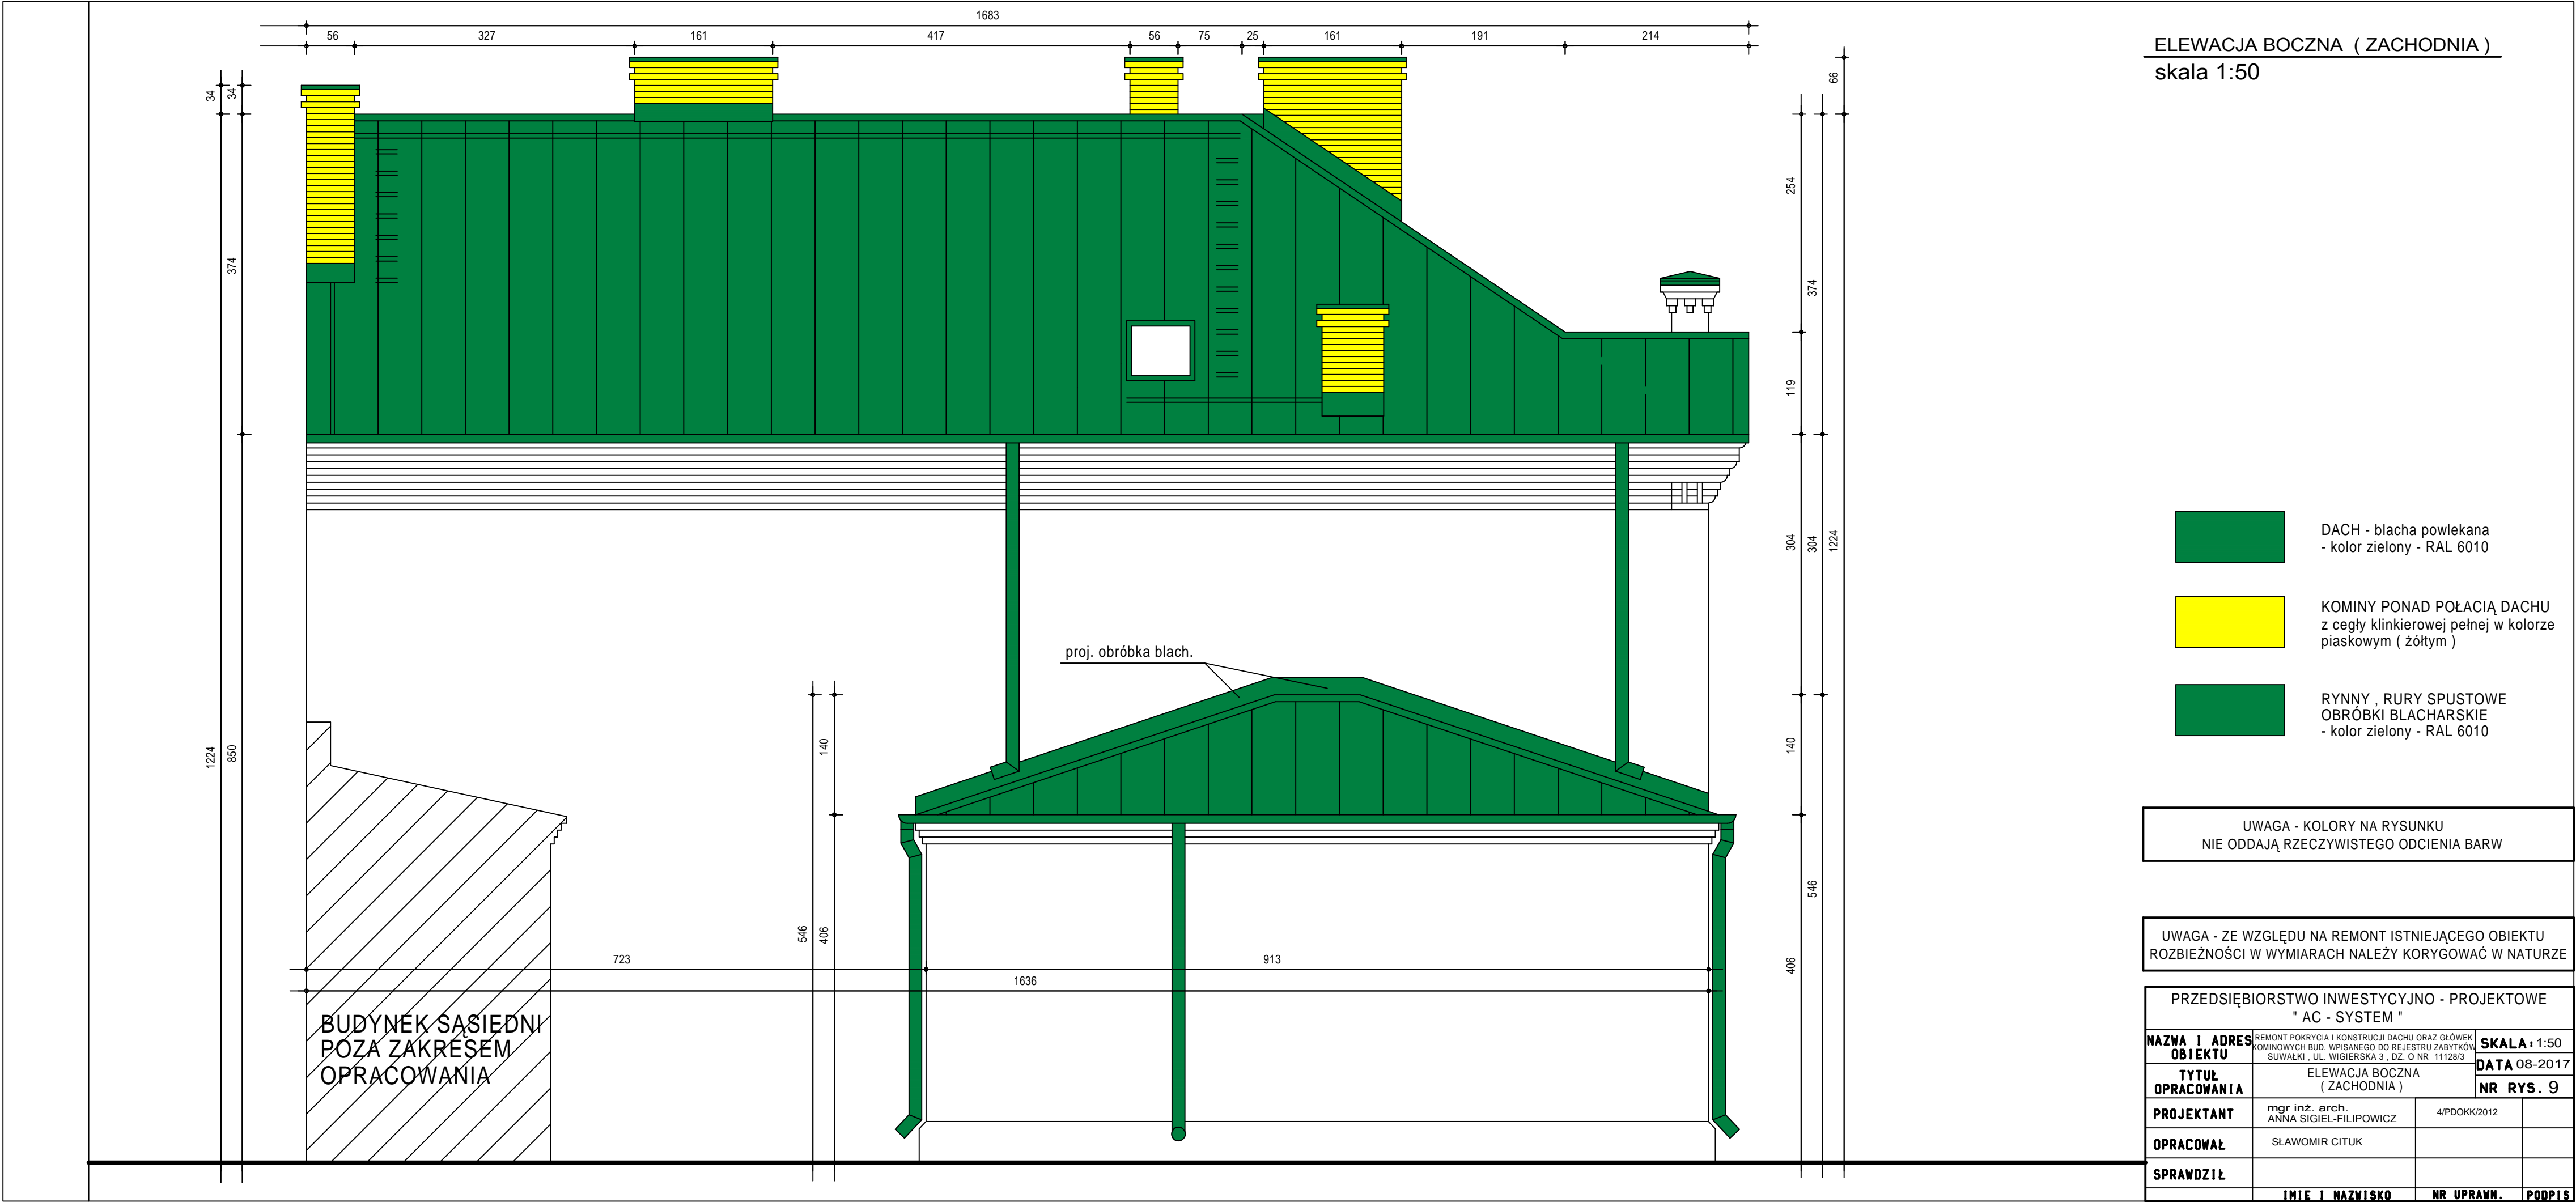 1683
56 327 161 417 56 75 25 161 191 214
ELEWACJA BOCZNA ( ZACHODNIA )
skala 1:50
34 34 374 1224 850
66 254 374 119 304 304 1224 140 546 406
DACH - blacha powlekana
- kolor zielony - RAL 6010
KOMINY PONAD POŁACIĄ DACHU
z cegły klinkierowej pełnej w kolorze
piaskowym ( żółtym )
RYNNY , RURY SPUSTOWE
OBRÓBKI BLACHARSKIE
- kolor zielony - RAL 6010
proj. obróbka blach.
140 546 406
723 913
1636
BUDYNEK SĄSIEDNI
POZA ZAKRESEM
OPRACOWANIA
UWAGA - KOLORY NA RYSUNKU
NIE ODDAJĄ RZECZYWISTEGO ODCIENIA BARW
UWAGA - ZE WZGLĘDU NA REMONT ISTNIEJĄCEGO OBIEKTU
ROZBIEŻNOŚCI W WYMIARACH NALEŻY KORYGOWAĆ W NATURZE
PRZEDSIĘBIORSTWO INWESTYCYJNO - PROJEKTOWE
" AC - SYSTEM "
NAZWA I ADRES
OBIEKTU
REMONT POKRYCIA I KONSTRUKCJI DACHU ORAZ GŁÓWEK
KOMINOWYCH BUD. WPISANEGO DO REJESTRU ZABYTKÓW
SUWAŁKI , UL. WIGIERSKA 3 , DZ. O NR 11128/3
SKALA: 1:50
DATA 08-2017
TYTUŁ
OPRACOWANIA
ELEWACJA BOCZNA
( ZACHODNIA )
NR RYS. 9
PROJEKTANT
mgr inż. arch.
ANNA SIGIEL-FILIPOWICZ
4/PDOKK/2012
OPRACOWAŁ
SŁAWOMIR CITUK
SPRAWDZIŁ
IMIE I NAZWISKO NR UPRAWN. PODPIS